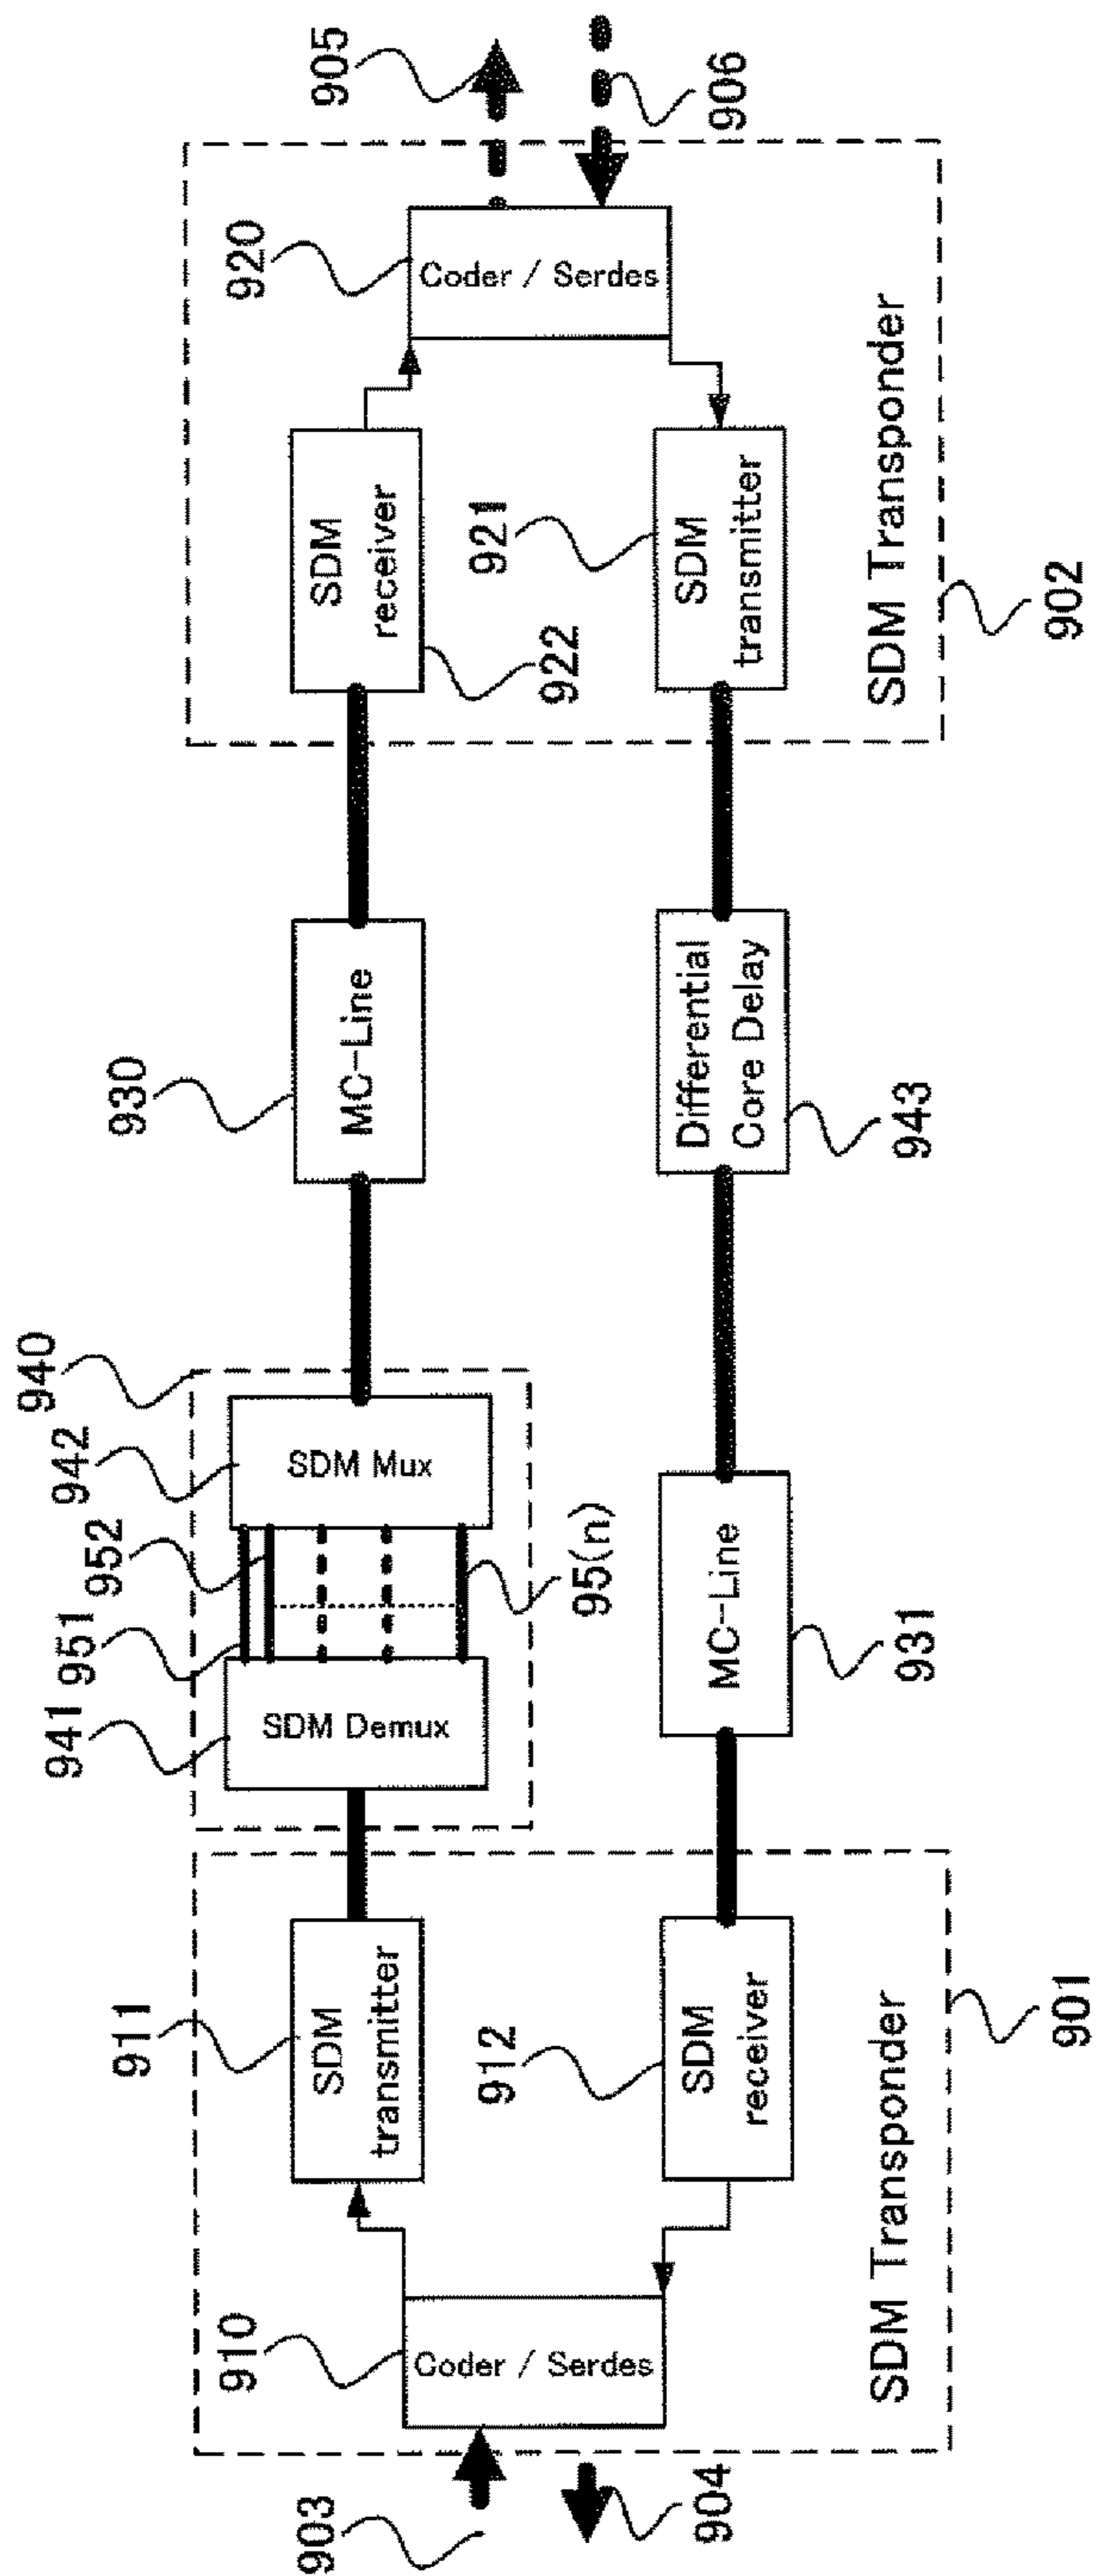 903
904
910
Coder / Serdes
911
SDM
transmitter
912
SDM
receiver
SDM Transponder
901
941
SDM Demux
951
952
95(n)
942
SDM Mux
940
930
MC-Line
931
MC-Line
943
Differential
Core Delay
922
SDM
receiver
921
SDM
transmitter
920
Coder / Serdes
SDM Transponder
902
905
906